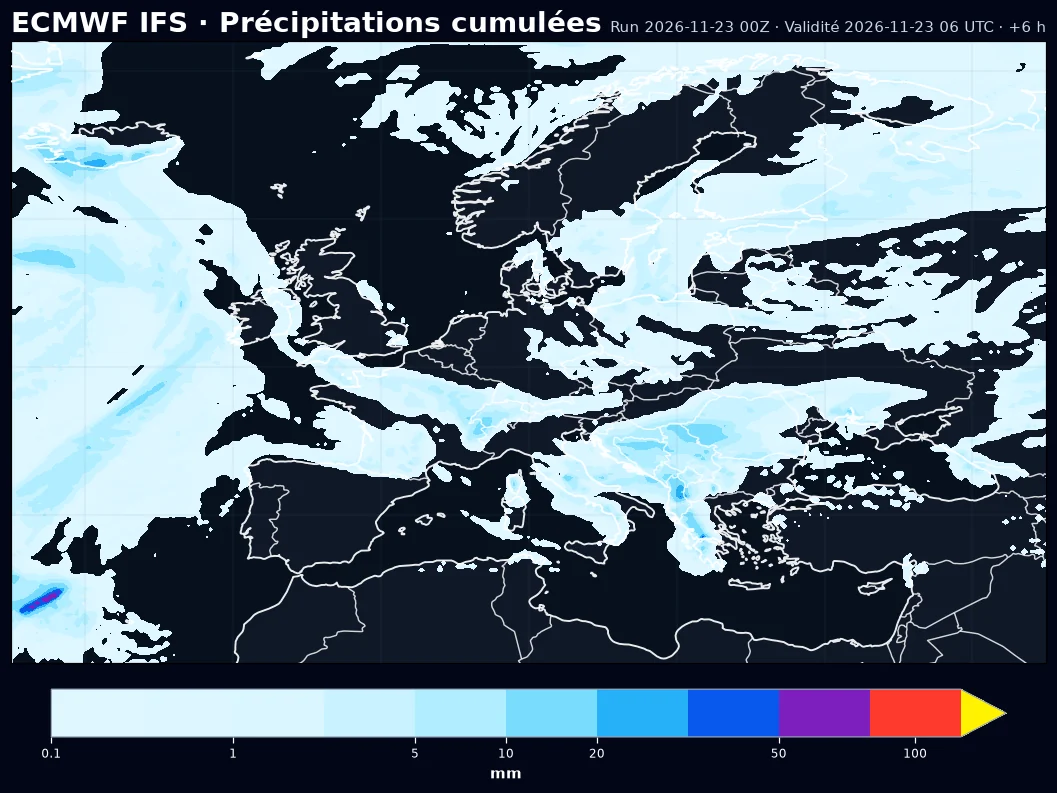 ECMWF IFS · Précipitations cumulées Run 2026-11-23 00Z · Validité 2026-11-23 06 UTC · +6 h
0.1 1 5 10 20 50 100
mm